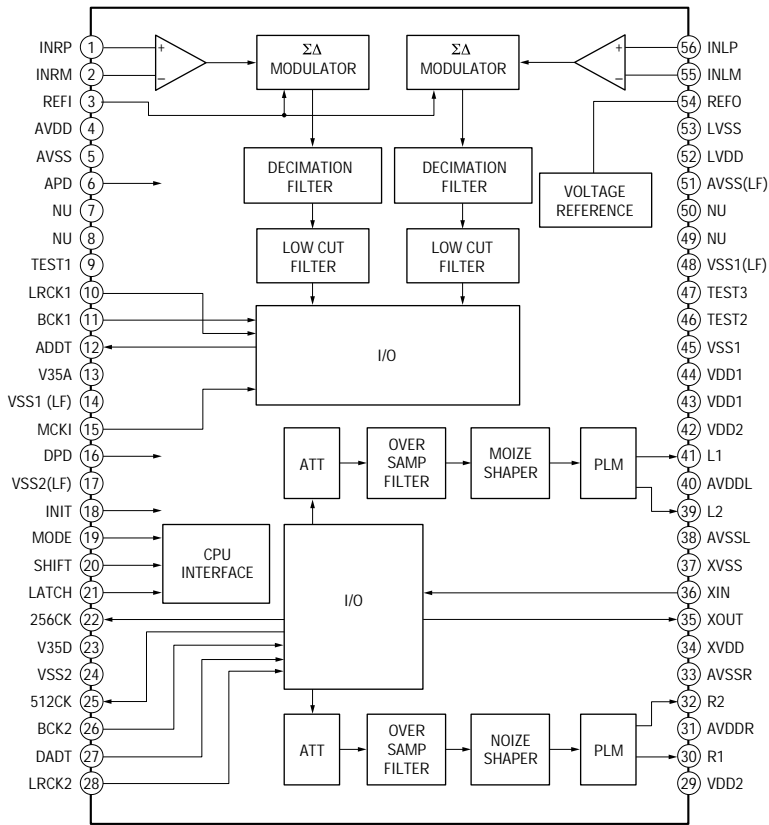 INRP 1
INRM 2
REFI 3
AVDD 4
AVSS 5
APD 6
NU 7
NU 8
TEST1 9
LRCK1 10
BCK1 11
ADDT 12
V35A 13
VSS1 (LF) 14
MCKI 15
DPD 16
VSS2(LF) 17
INIT 18
MODE 19
SHIFT 20
LATCH 21
256CK 22
V35D 23
VSS2 24
512CK 25
BCK2 26
DADT 27
LRCK2 28
+
−
ΣΔ
MODULATOR
ΣΔ
MODULATOR
+
−
DECIMATION
FILTER
DECIMATION
FILTER
VOLTAGE
REFERENCE
LOW CUT
FILTER
LOW CUT
FILTER
I/O
ATT
OVER
SAMP
FILTER
MOIZE
SHAPER
PLM
CPU
INTERFACE
I/O
ATT
OVER
SAMP
FILTER
NOIZE
SHAPER
PLM
56 INLP
55 INLM
54 REFO
53 LVSS
52 LVDD
51 AVSS(LF)
50 NU
49 NU
48 VSS1(LF)
47 TEST3
46 TEST2
45 VSS1
44 VDD1
43 VDD1
42 VDD2
41 L1
40 AVDDL
39 L2
38 AVSSL
37 XVSS
36 XIN
35 XOUT
34 XVDD
33 AVSSR
32 R2
31 AVDDR
30 R1
29 VDD2